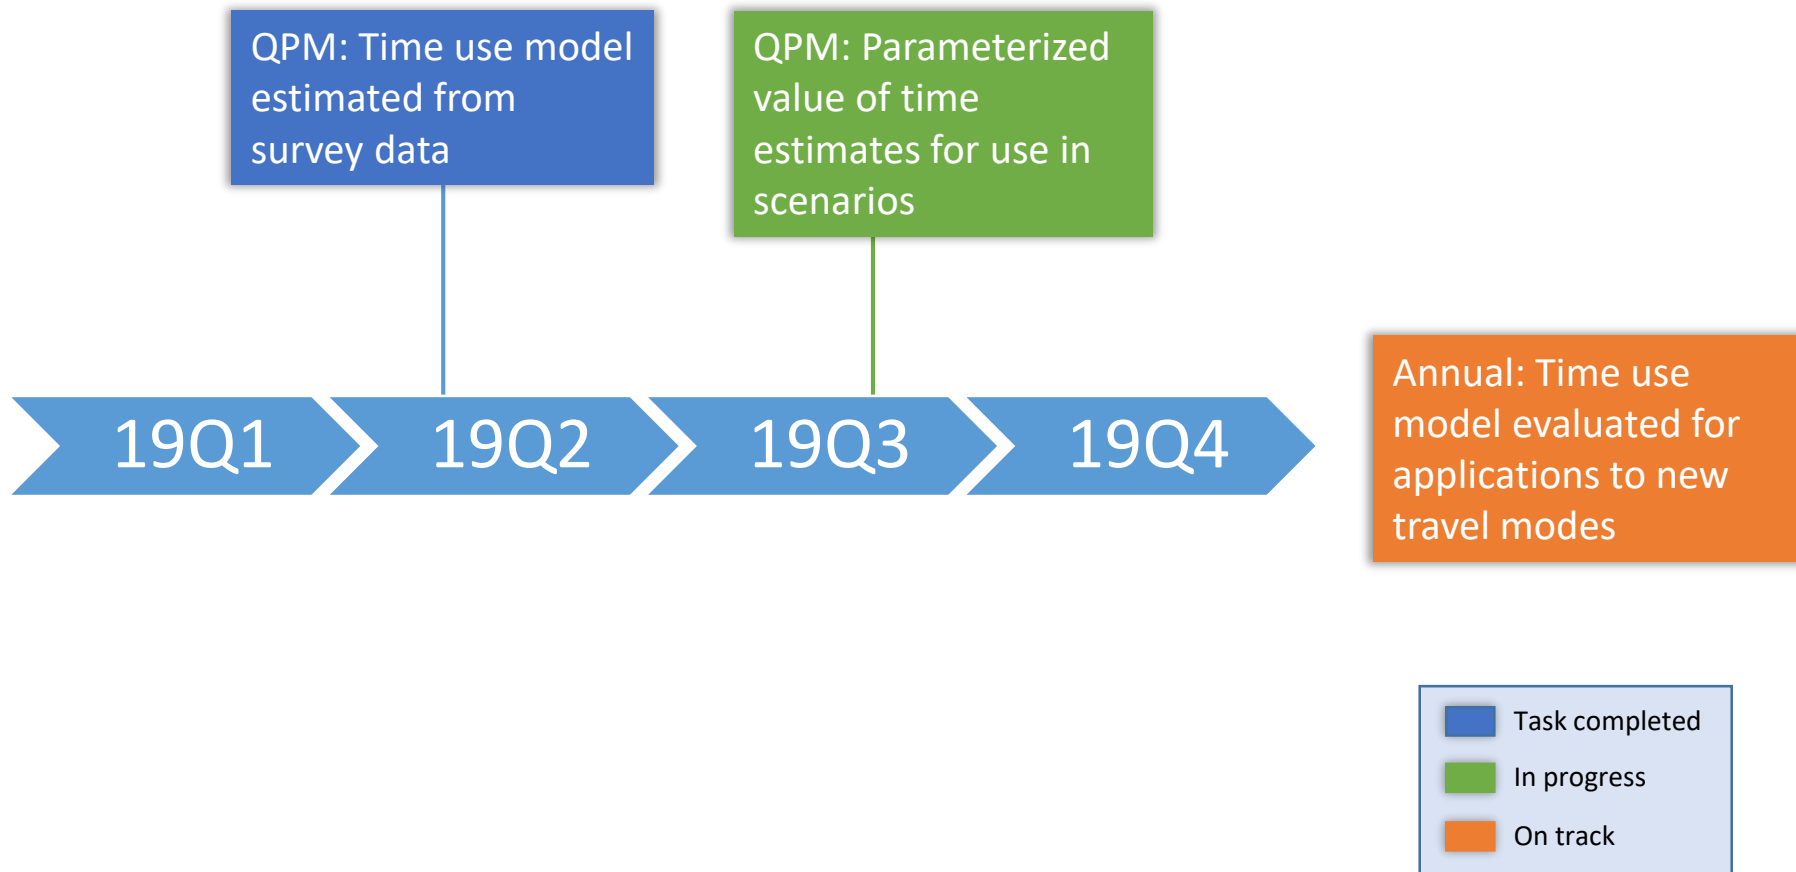 QPM: Time use model
estimated from
survey data
QPM: Parameterized
value of time
estimates for use in
scenarios
19Q1
19Q2
19Q3
19Q4
Annual: Time use
model evaluated for
applications to new
travel modes
Task completed
In progress
On track